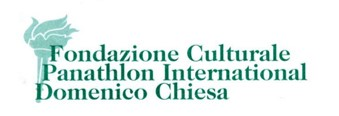 Fondazione Culturale
Panathlon International
Domenico Chiesa